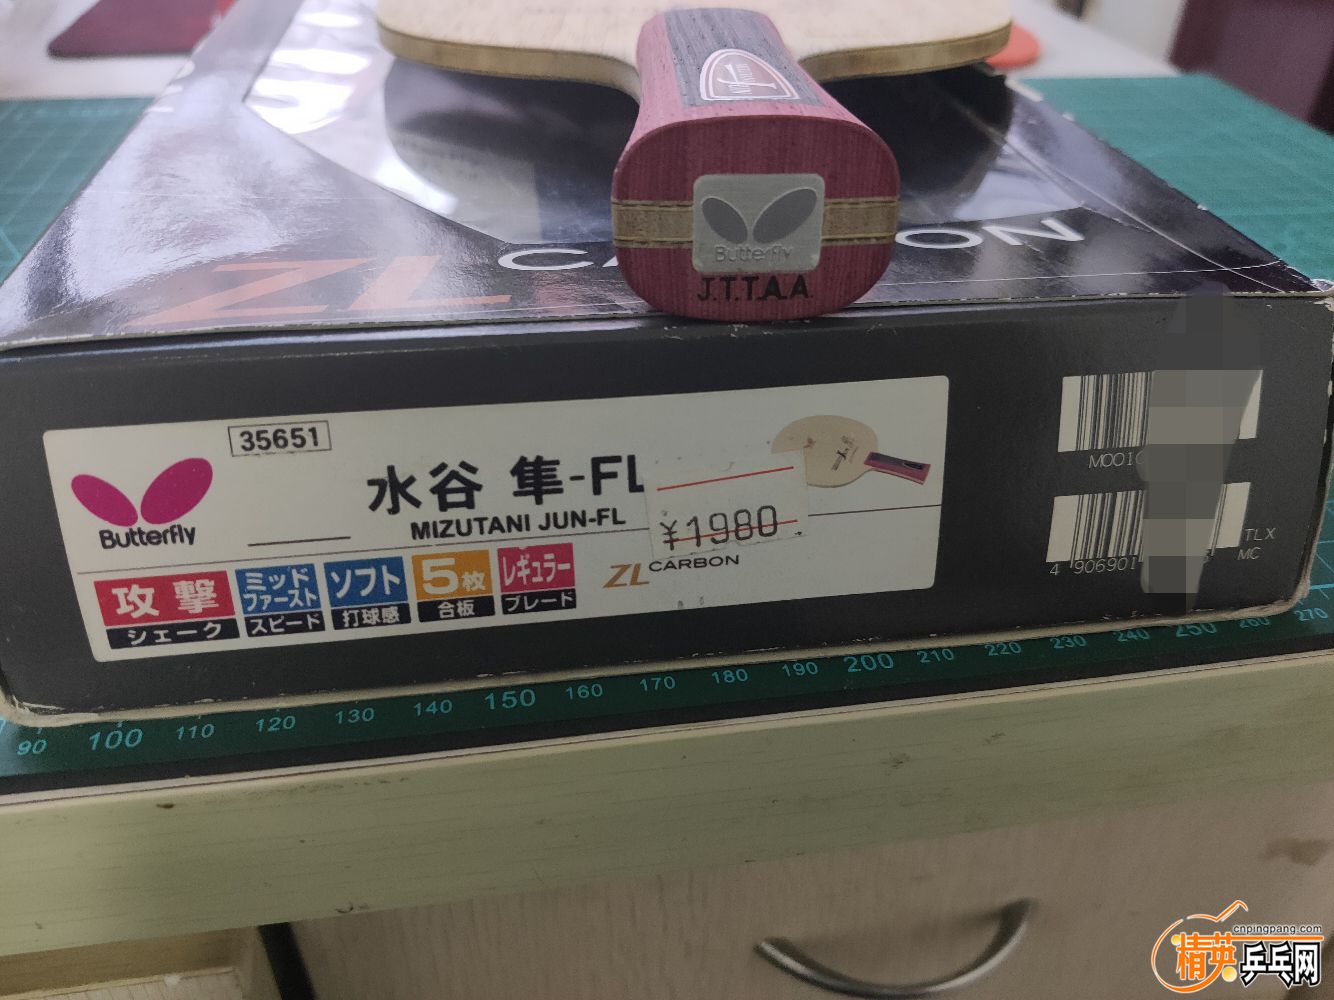 ZL CA ON
Butterfly
J.T.T.A.A.
35651
Butterfly
水谷 隼-FL
MIZUTANI JUN-FL
¥1980
攻撃
シェーク
ミッド
ファースト
スピード
ソフト
打球感
5枚
合板
レギュラー
ブレード
ZL CARBON
M001
4 906901
TLX
MC
90 100 110 120 130 140 150 160 170 180 190 200 210 220 230 240 250 260 270
cnpingpang.com
精英乒乓网